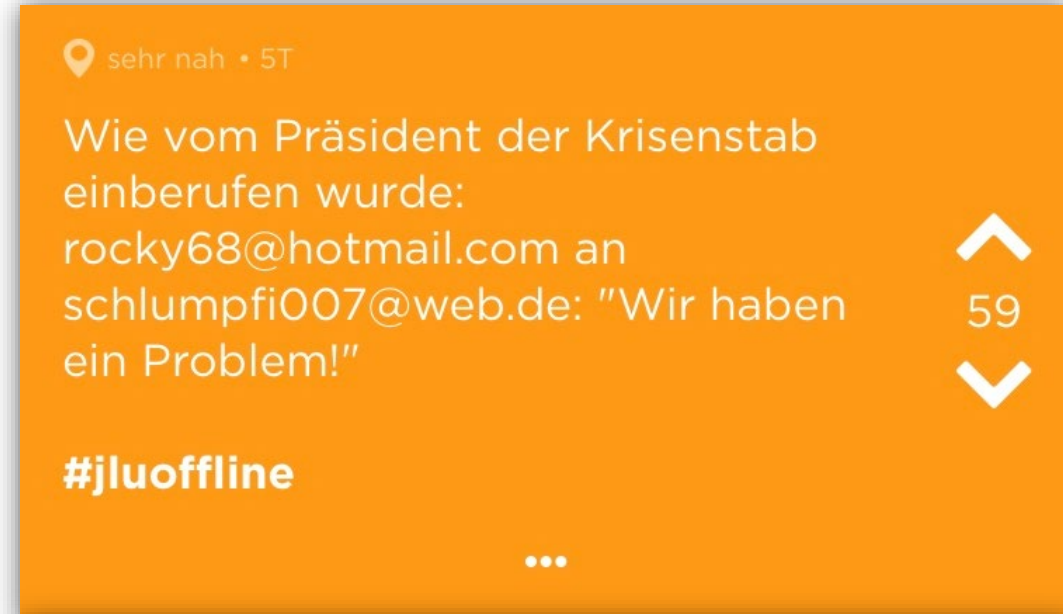 sehr nah • 5T
Wie vom Präsident der Krisenstab
einberufen wurde:
rocky68@hotmail.com an
schlumpfi007@web.de: "Wir haben
ein Problem!"
59
#jluoffline